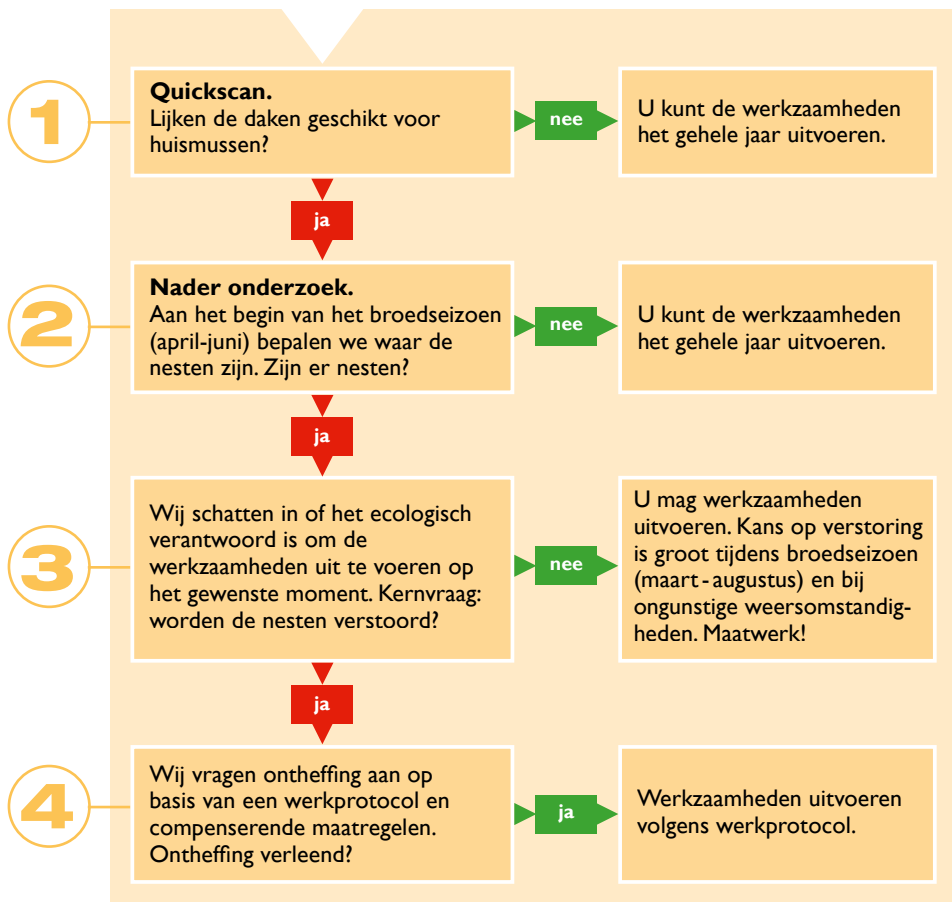 1
Quickscan.
Lijken de daken geschikt voor
huismussen?
nee
U kunt de werkzaamheden
het gehele jaar uitvoeren.
ja
2
Nader onderzoek.
Aan het begin van het broedseizoen
(april-juni) bepalen we waar de
nesten zijn. Zijn er nesten?
nee
U kunt de werkzaamheden
het gehele jaar uitvoeren.
ja
3
Wij schatten in of het ecologisch
verantwoord is om de
werkzaamheden uit te voeren op
het gewenste moment. Kernvraag:
worden de nesten verstoord?
nee
U mag werkzaamheden
uitvoeren. Kans op verstoring
is groot tijdens broedseizoen
(maart-augustus) en bij
ongunstige weersomstandig-
heden. Maatwerk!
ja
4
Wij vragen ontheffing aan op
basis van een werkprotocol en
compenserende maatregelen.
Ontheffing verleend?
ja
Werkzaamheden uitvoeren
volgens werkprotocol.